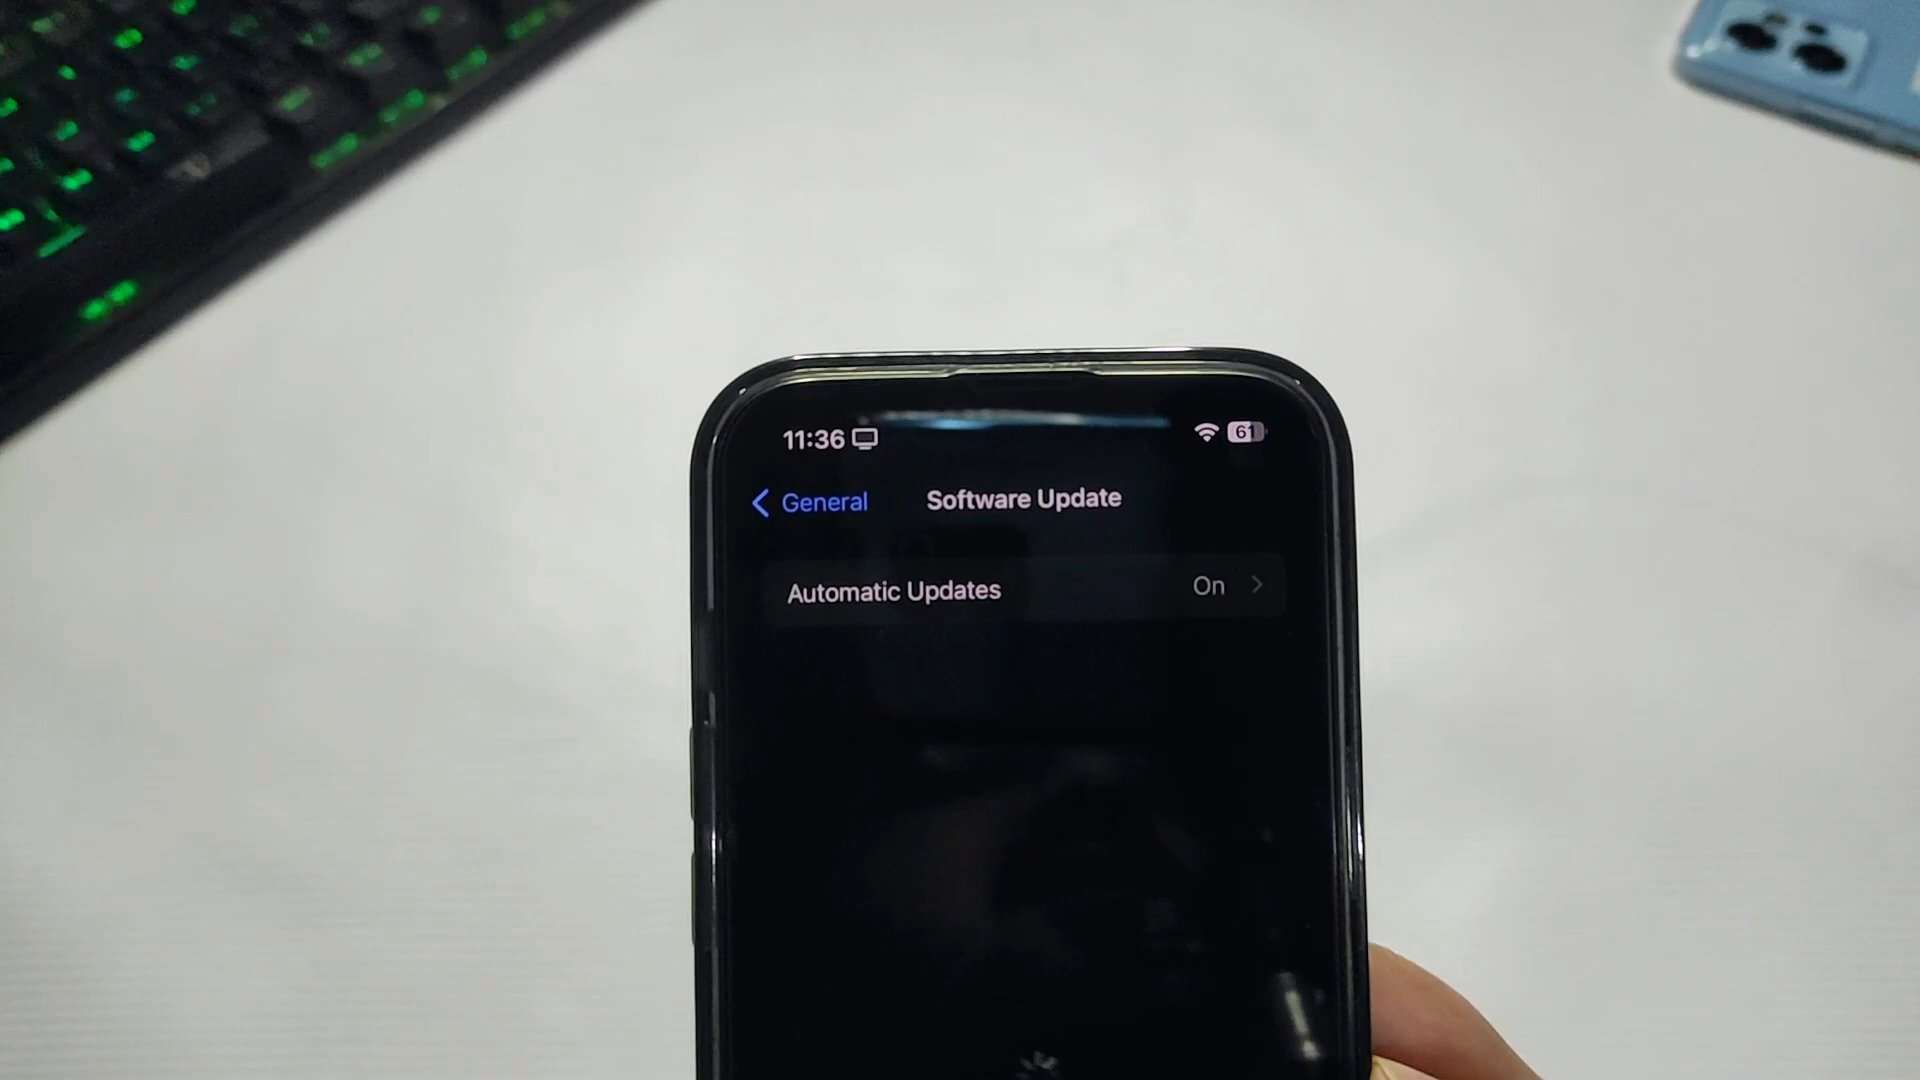 11:36
61
General
Software Update
Automatic Updates
On